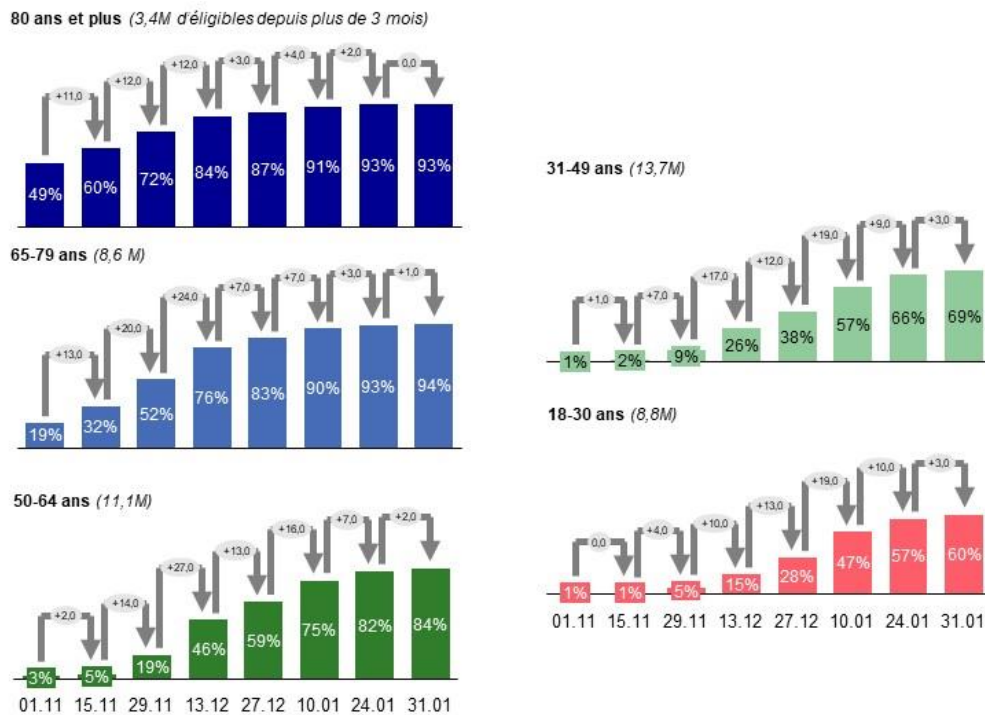 80 ans et plus (3,4M d'éligibles depuis plus de 3 mois)
+11,0 +12,0 +12,0 +3,0 +4,0 +2,0 0,0
49% 60% 72% 84% 87% 91% 93% 93%
65-79 ans (8,6 M)
+13,0 +20,0 +24,0 +7,0 +7,0 +3,0 +1,0
19% 32% 52% 76% 83% 90% 93% 94%
50-64 ans (11,1M)
+2,0 +14,0 +27,0 +13,0 +16,0 +7,0 +2,0
3% 5% 19% 46% 59% 75% 82% 84%
01.11 15.11 29.11 13.12 27.12 10.01 24.01 31.01
31-49 ans (13,7M)
+1,0 +7,0 +17,0 +12,0 +19,0 +9,0 +3,0
1% 2% 9% 26% 38% 57% 66% 69%
18-30 ans (8,8M)
0,0 +4,0 +10,0 +13,0 +19,0 +10,0 +3,0
1% 1% 5% 15% 28% 47% 57% 60%
01.11 15.11 29.11 13.12 27.12 10.01 24.01 31.01